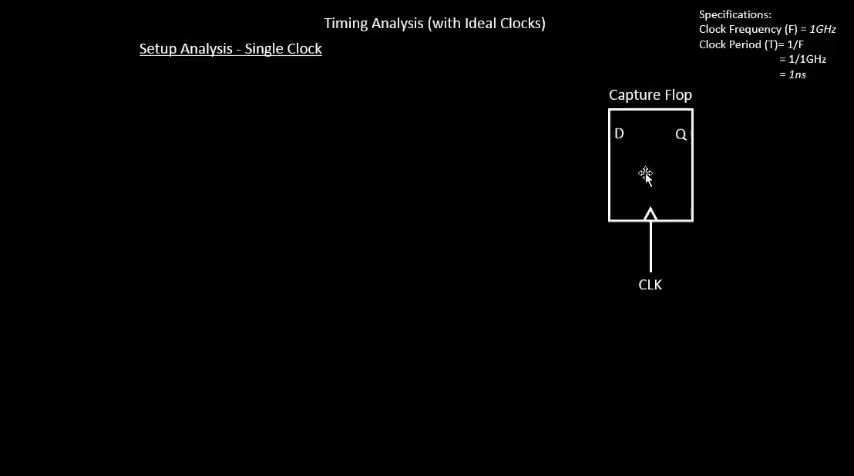 Timing Analysis (with Ideal Clocks)
Setup Analysis - Single Clock
Specifications:
Clock Frequency (F) = 1GHz
Clock Period (T)= 1/F
= 1/1GHz
= 1ns
Capture Flop
D Q
CLK